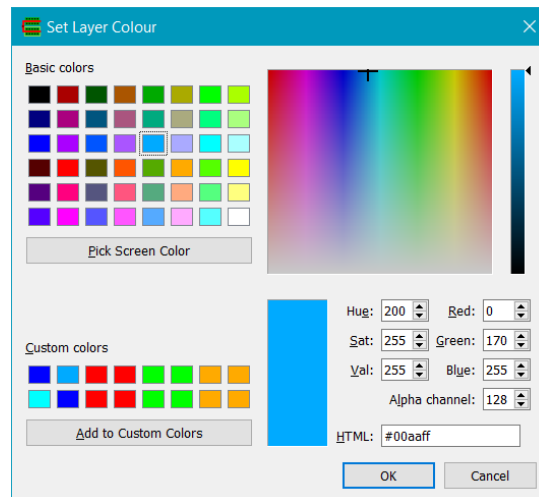 Set Layer Colour
Basic colors
Pick Screen Color
Custom colors
Add to Custom Colors
Hue: 200 Red: 0
Sat: 255 Green: 170
Val: 255 Blue: 255
Alpha channel: 128
HTML: #00aaff
OK Cancel